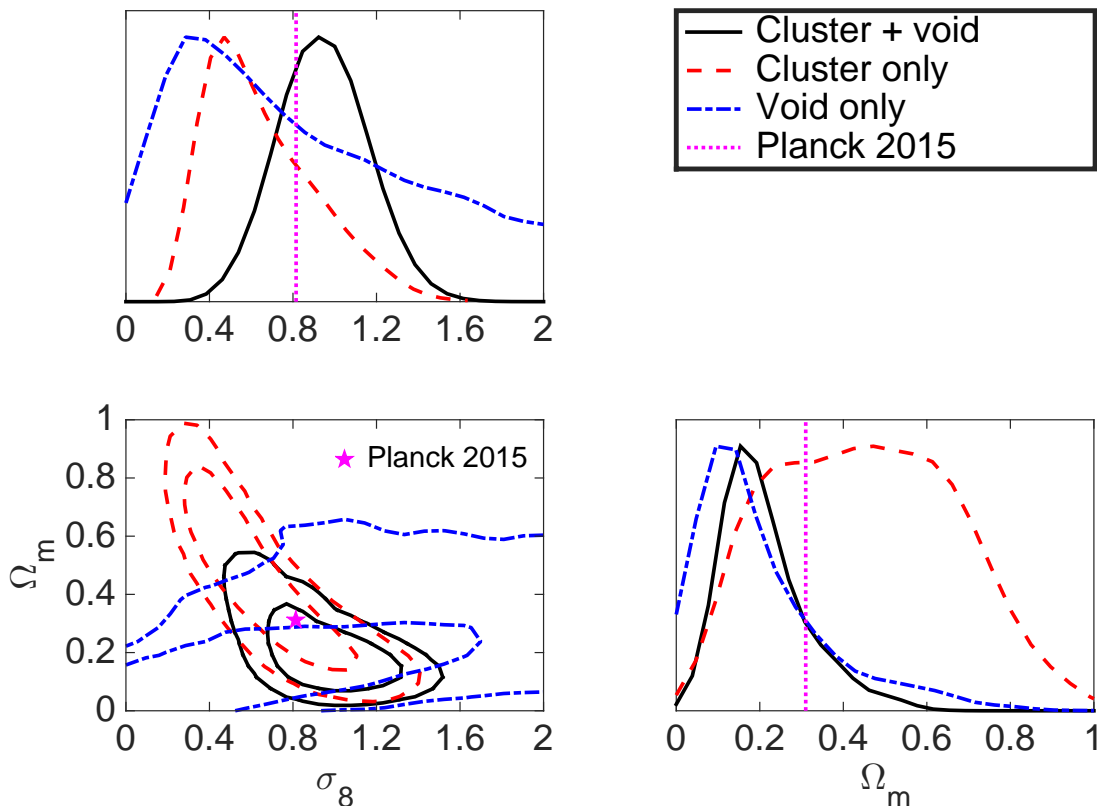 Cluster + void
Cluster only
Void only
Planck 2015
0 0.4 0.8 1.2 1.6 2
1
0.8
0.6
0.4
0.2
0
Ωm
Planck 2015
0 0.4 0.8 1.2 1.6 2
σ8
0 0.2 0.4 0.6 0.8 1
Ωm